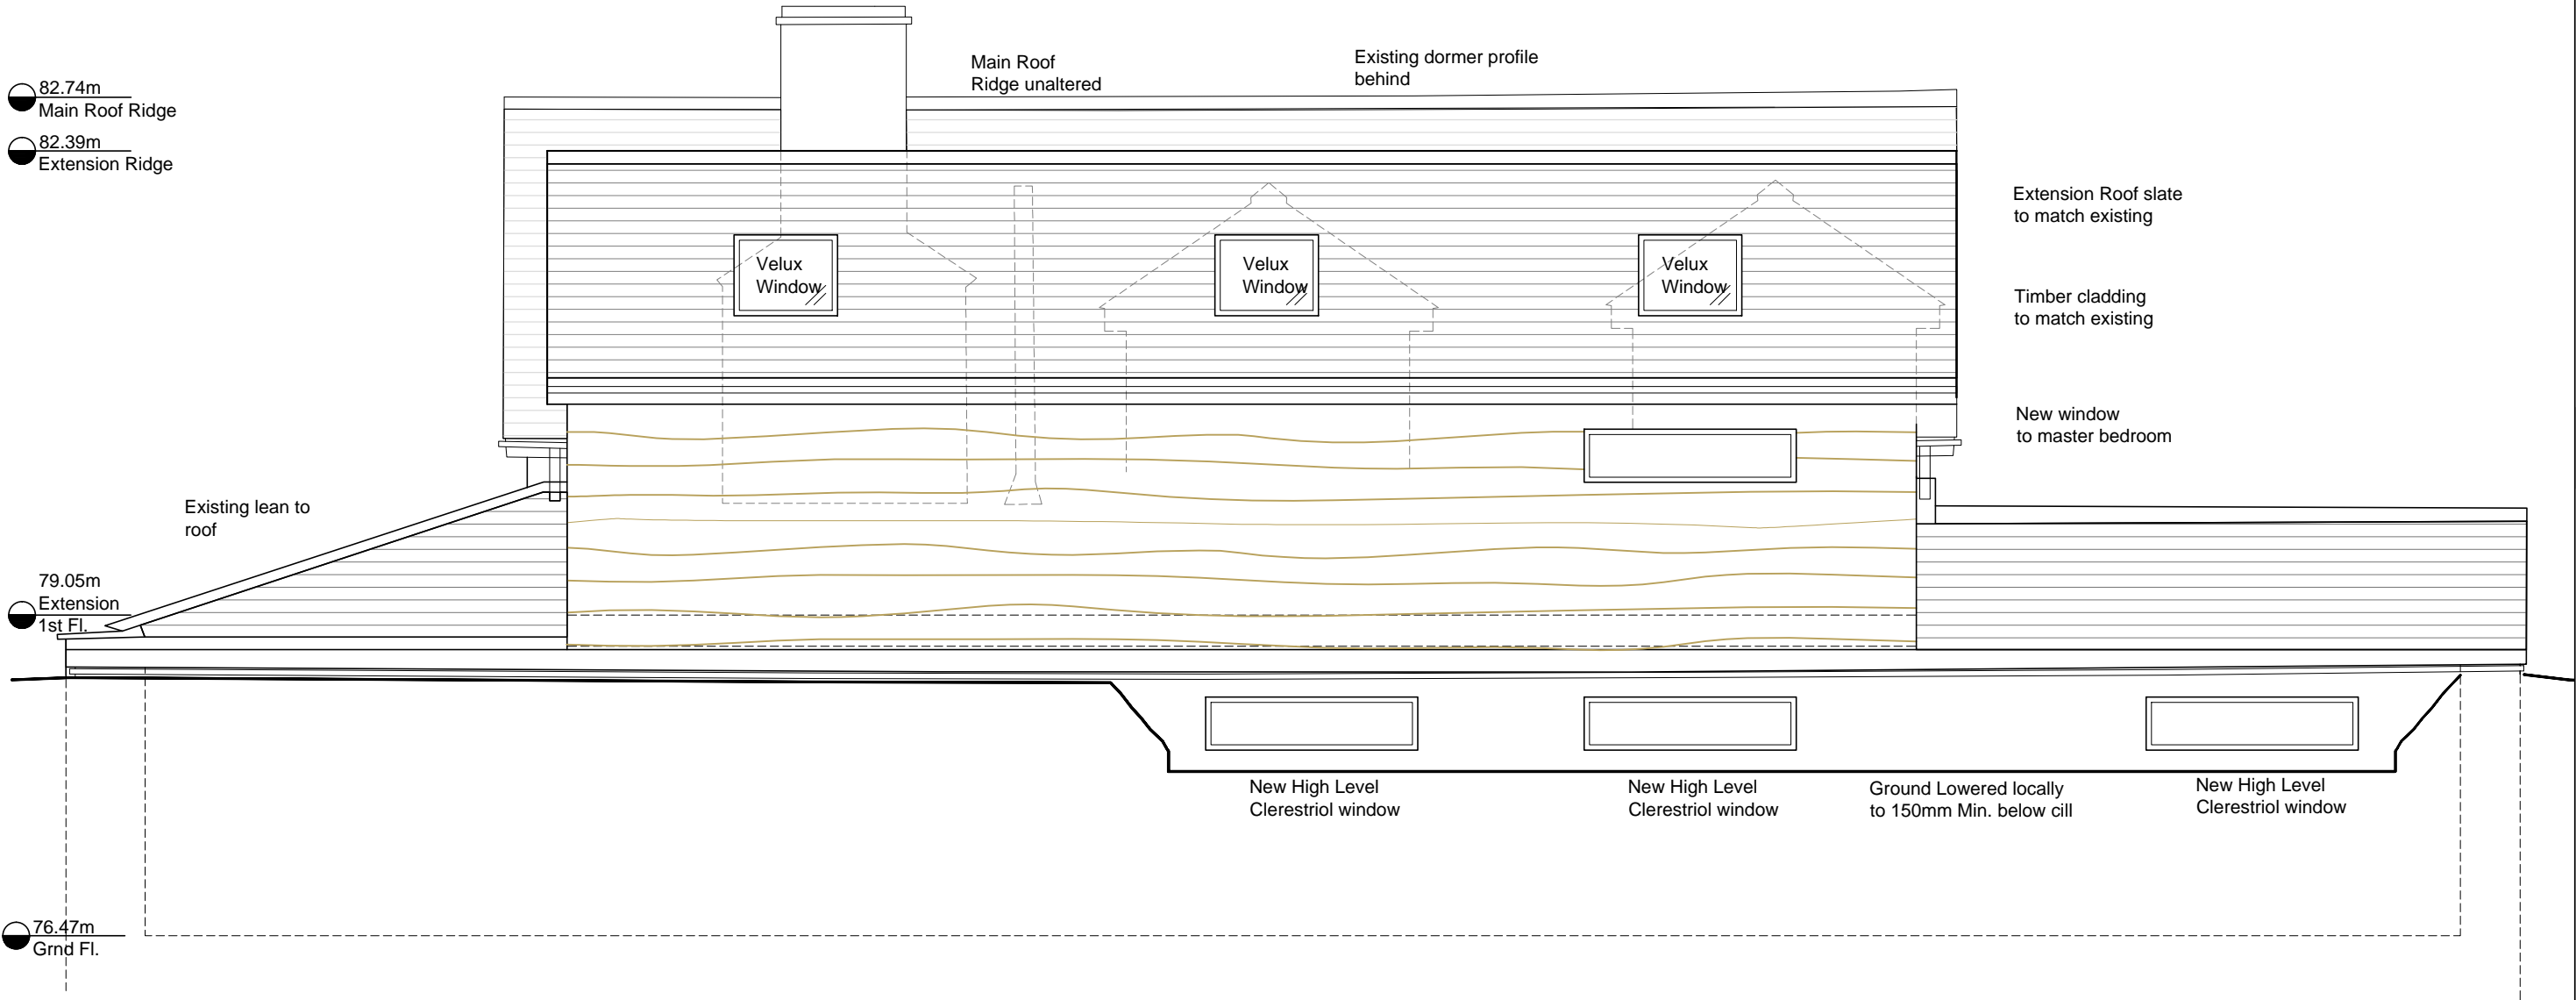 Main Roof
Ridge unaltered
Existing dormer profile
behind
82.74m
Main Roof Ridge
82.39m
Extension Ridge
Extension Roof slate
to match existing
Velux
Window
Velux
Window
Velux
Window
Timber cladding
to match existing
New window
to master bedroom
Existing lean to
roof
79.05m
Extension
1st Fl.
New High Level
Clerestriol window
New High Level
Clerestriol window
Ground Lowered locally
to 150mm Min. below cill
New High Level
Clerestriol window
76.47m
Grnd Fl.